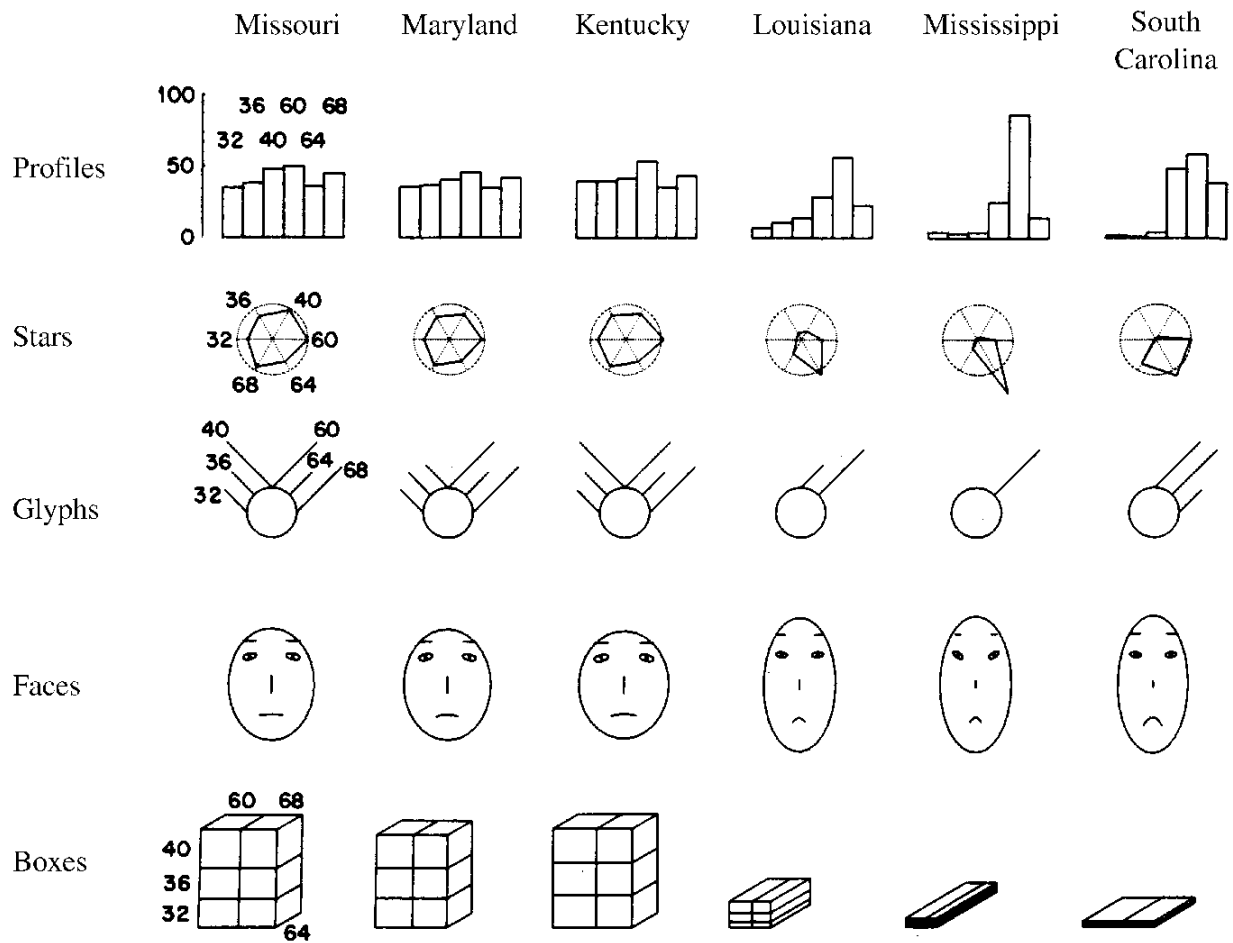 Missouri Maryland Kentucky Louisiana Mississippi South Carolina
100
36 60 68
32 40 64
Profiles
50
0
36 40
Stars
32 60
68 64
40 60
36 64 68
32
Glyphs
Faces
60 68
40
Boxes
36
32
64